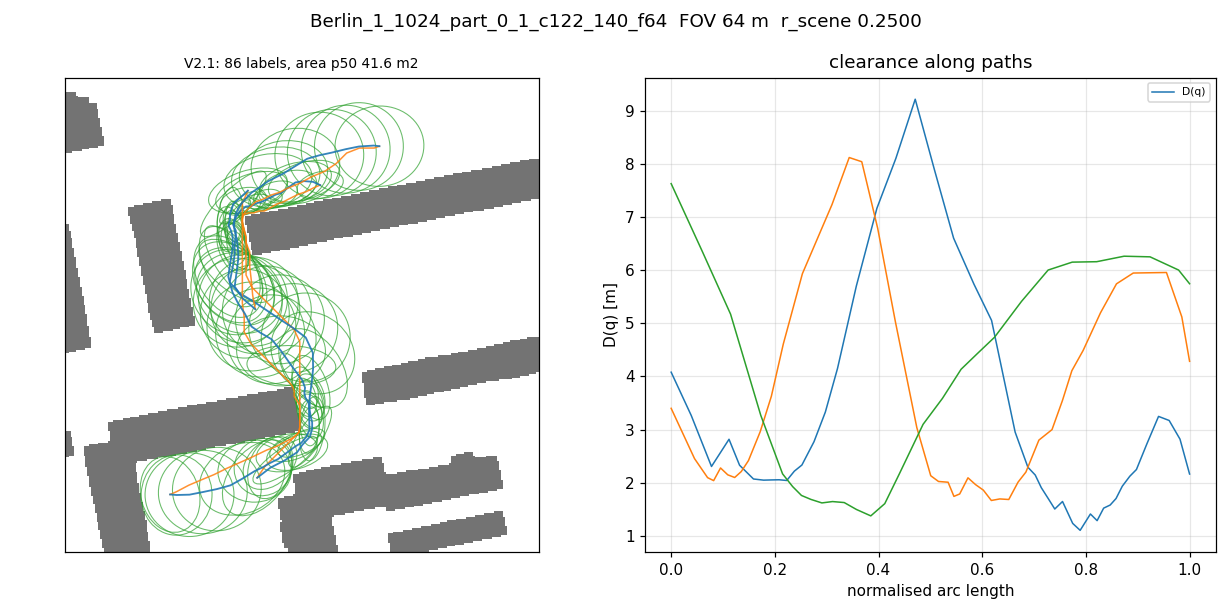 Berlin_1_1024_part_0_1_c122_140_f64  FOV 64 m  r_scene 0.2500
V2.1: 86 labels, area p50 41.6 m2
clearance along paths
D(q)
9
8
7
6
5
4
3
2
1
D(q) [m]
0.0 0.2 0.4 0.6 0.8 1.0
normalised arc length